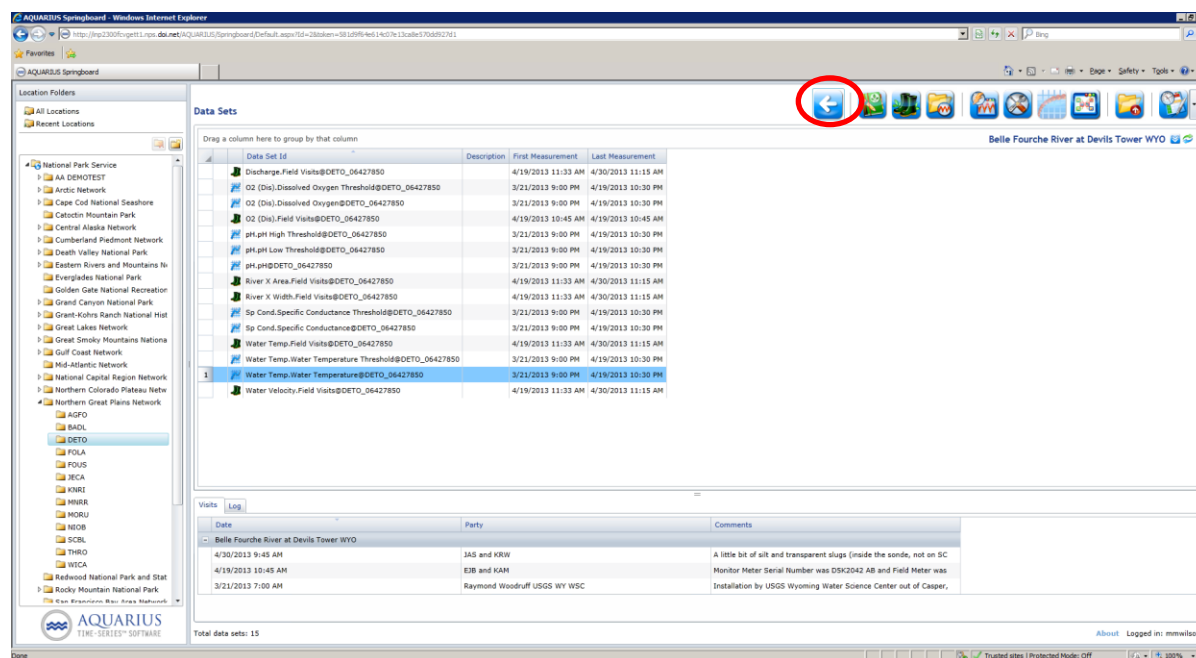 AQUARIUS Springboard - Windows Internet Explorer
http://inp2300fcvgett1.nps.doi.net/AQUARIUS/Springboard/Default.aspx?Id=2&token=
Bing
Favorites
AQUARIUS Springboard
Page Safety Tools
Location Folders
All Locations
Recent Locations
National Park Service
AA DEMOTEST
Arctic Network
Cape Cod National Seashore
Catoctin Mountain Park
Central Alaska Network
Cumberland Piedmont Network
Death Valley National Park
Eastern Rivers and Mountains N
Everglades National Park
Golden Gate National Recreation
Grand Canyon National Park
Grant-Kohrs Ranch National Hist
Great Lakes Network
Great Smoky Mountains Nationa
Gulf Coast Network
Mid-Atlantic Network
National Capital Region Network
Northern Colorado Plateau Netw
Northern Great Plains Network
AGFO
BADL
DETO
FOLA
FOUS
JECA
KNRI
MNRR
MORU
NIOB
SCBL
THRO
WICA
Redwood National Park and Stat
Rocky Mountain National Park
San Francisco Bay Area Network
AQUARIUS
TIME-SERIES™ SOFTWARE
Data Sets
Drag a column here to group by that column
Belle Fourche River at Devils Tower WYO
Data Set Id Description First Measurement Last Measurement
Discharge.Field Visits@DETO_06427850 4/19/2013 11:33 AM 4/30/2013 11:15 AM
O2 (Dis).Dissolved Oxygen Threshold@DETO_06427850 3/21/2013 9:00 PM 4/19/2013 10:30 PM
O2 (Dis).Dissolved Oxygen@DETO_06427850 3/21/2013 9:00 PM 4/19/2013 10:30 PM
O2 (Dis).Field Visits@DETO_06427850 4/19/2013 10:45 AM 4/19/2013 10:45 AM
pH.pH High Threshold@DETO_06427850 3/21/2013 9:00 PM 4/19/2013 10:30 PM
pH.pH Low Threshold@DETO_06427850 3/21/2013 9:00 PM 4/19/2013 10:30 PM
pH.pH@DETO_06427850 3/21/2013 9:00 PM 4/19/2013 10:30 PM
River X Area.Field Visits@DETO_06427850 4/19/2013 11:33 AM 4/30/2013 11:15 AM
River X Width.Field Visits@DETO_06427850 4/19/2013 11:33 AM 4/30/2013 11:15 AM
Sp Cond.Specific Conductance Threshold@DETO_06427850 3/21/2013 9:00 PM 4/19/2013 10:30 PM
Sp Cond.Specific Conductance@DETO_06427850 3/21/2013 9:00 PM 4/19/2013 10:30 PM
Water Temp.Field Visits@DETO_06427850 4/19/2013 11:33 AM 4/30/2013 11:15 AM
Water Temp.Water Temperature Threshold@DETO_06427850 3/21/2013 9:00 PM 4/19/2013 10:30 PM
1 Water Temp.Water Temperature@DETO_06427850 3/21/2013 9:00 PM 4/19/2013 10:30 PM
Water Velocity.Field Visits@DETO_06427850 4/19/2013 11:33 AM 4/30/2013 11:15 AM
Visits Log
Date Party Comments
Belle Fourche River at Devils Tower WYO
4/30/2013 9:45 AM JAS and KRW A little bit of silt and transparent slugs (inside the sonde, not on SC
4/19/2013 10:45 AM EJB and KAM Monitor Meter Serial Number was D5K2042 AB and Field Meter was
3/21/2013 7:00 AM Raymond Woodruff USGS WY WSC Installation by USGS Wyoming Water Science Center out of Casper,
Total data sets: 15
About Logged in: mmwilso
Done
Trusted sites | Protected Mode: Off
100%